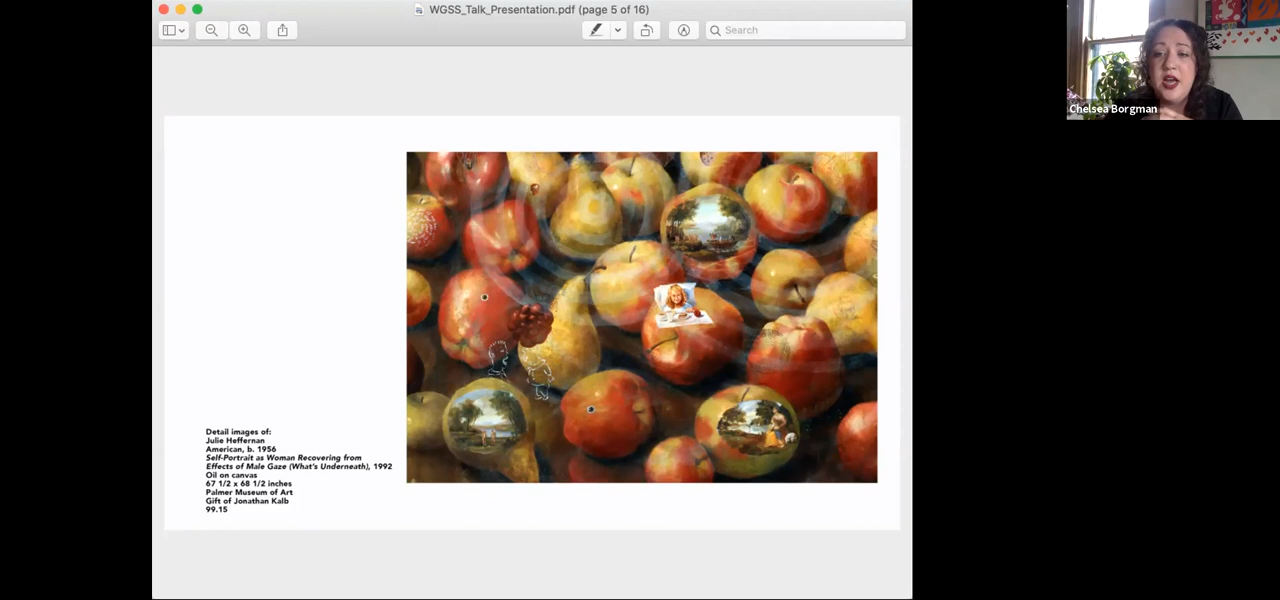 WGSS_Talk_Presentation.pdf (page 5 of 16)
Search
Chelsea Borgman
Detail images of:
Julie Heffernan
American, b. 1956
Self-Portrait as Woman Recovering from
Effects of Male Gaze (What's Underneath), 1992
Oil on canvas
67 1/2 x 68 1/2 inches
Palmer Museum of Art
Gift of Jonathan Kalb
99.15